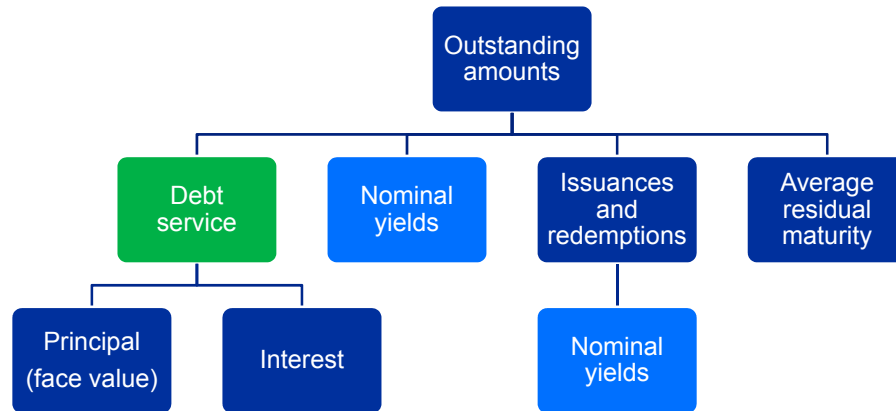 Outstanding
amounts
Debt
service
Nominal
yields
Issuances
and
redemptions
Average
residual
maturity
Principal
(face value)
Interest
Nominal
yields